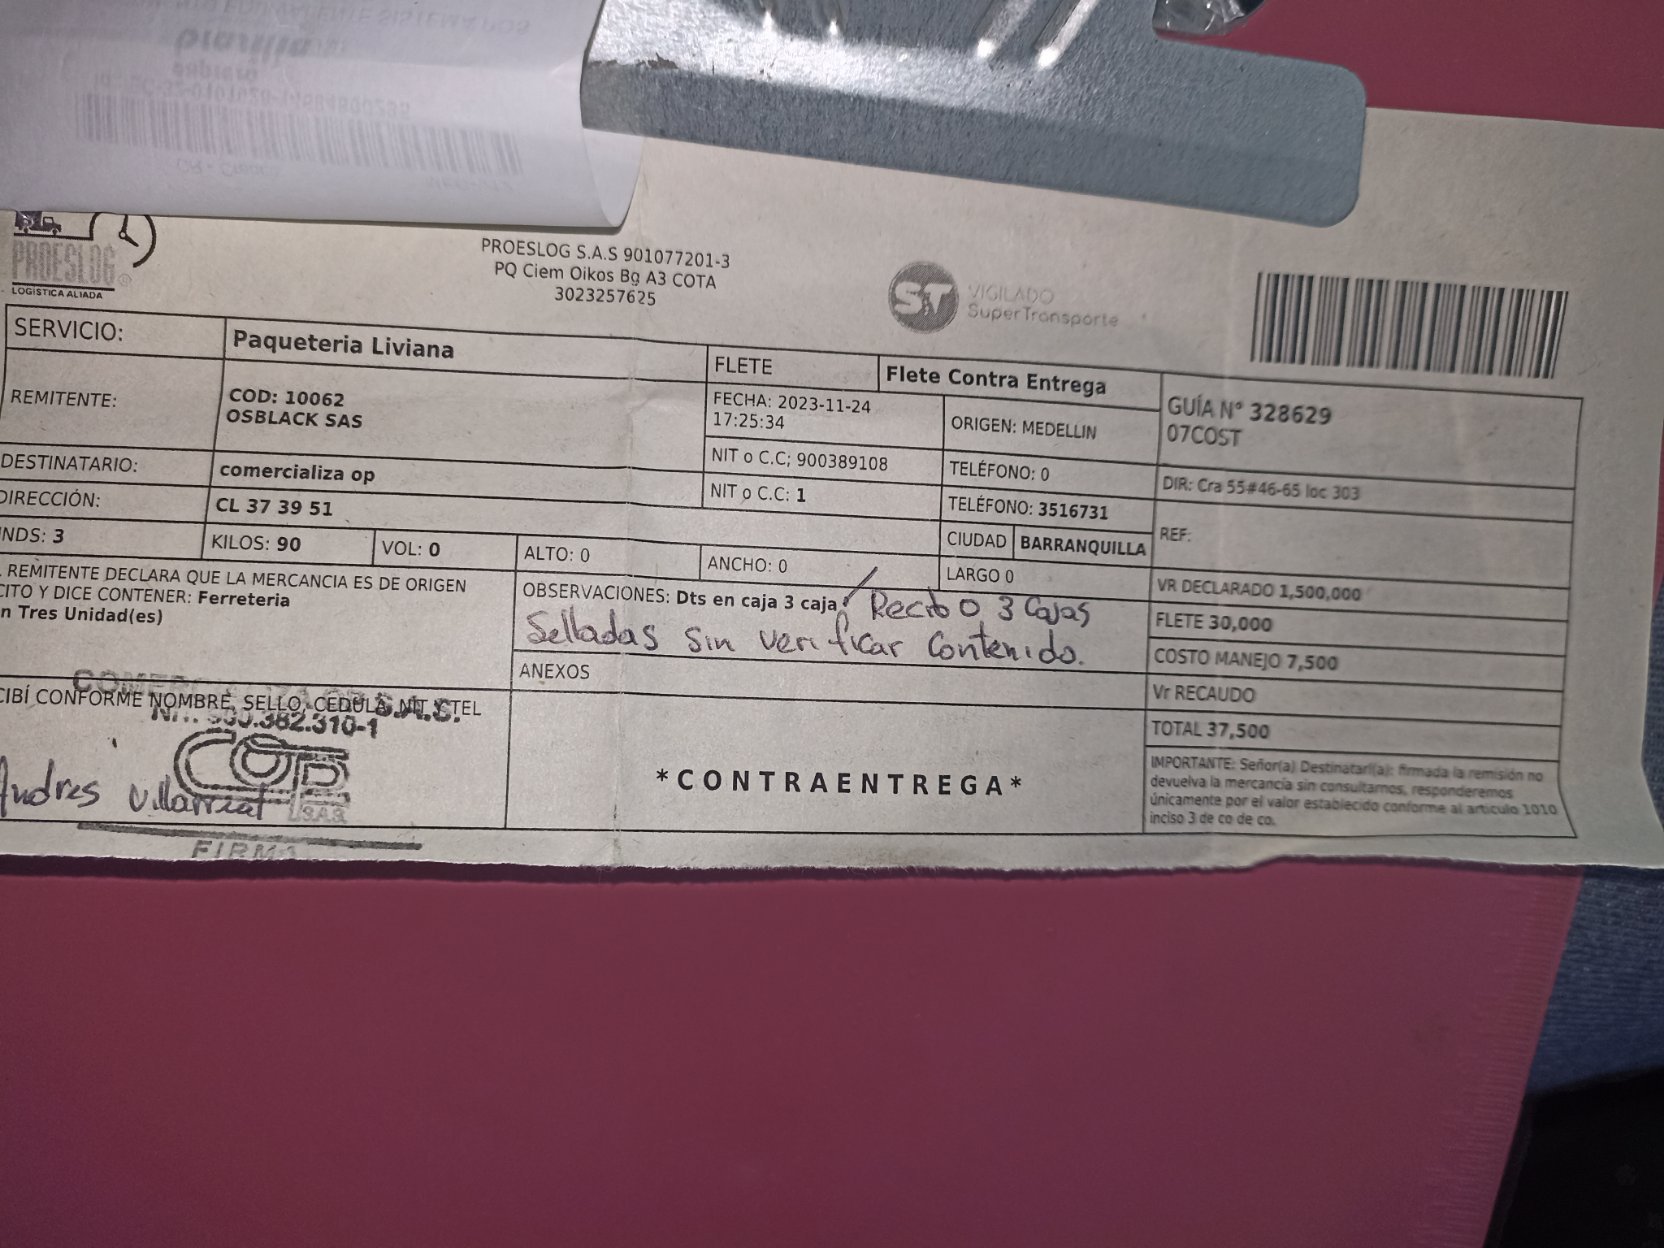 PROESLOG
LOGISTICA ALIADA
PROESLOG S.A.S 901077201-3
PQ Ciem Oikos Bg A3 COTA
3023257625
ST VIGILADO
SuperTransporte
SERVICIO: Paqueteria Liviana
FLETE Flete Contra Entrega
REMITENTE: COD: 10062
OSBLACK SAS
FECHA: 2023-11-24
17:25:34
ORIGEN: MEDELLIN
GUÍA N° 328629
07COST
NIT o C.C; 900389108
TELÉFONO: 0
DIR: Cra 55#46-65 loc 303
DESTINATARIO: comercializa op
NIT o C.C: 1
TELÉFONO: 3516731
REF:
DIRECCIÓN: CL 37 39 51
CIUDAD BARRANQUILLA
NDS: 3 KILOS: 90 VOL: 0 ALTO: 0 ANCHO: 0 LARGO 0
VR DECLARADO 1,500,000
REMITENTE DECLARA QUE LA MERCANCIA ES DE ORIGEN
CITO Y DICE CONTENER: Ferreteria
n Tres Unidad(es)
OBSERVACIONES: Dts en caja 3 caja Recibo 3 Cajas
Selladas sin verificar contenido.
FLETE 30,000
COSTO MANEJO 7,500
ANEXOS
Vr RECAUDO
CIBÍ CONFORME NOMBRE, SELLO, CEDULA, NIT Y TEL
S.A.S.
382.310-1
TOTAL 37,500
*CONTRAENTREGA*
IMPORTANTE: Señor(a) Destinatari(a): firmada la remisión no
devuelva la mercancía sin consultarnos, responderemos
únicamente por el valor establecido conforme al articulo 1010
inciso 3 de co de co.
Andres Villarreal
S.A.S
FIRMA